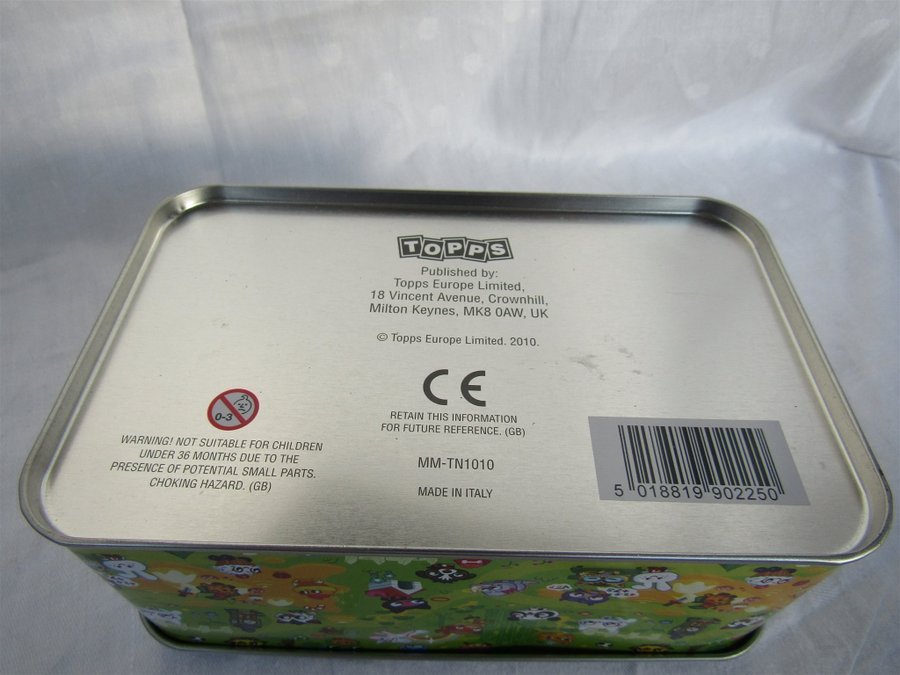 TOPPS
Published by:
Topps Europe Limited,
18 Vincent Avenue, Crownhill,
Milton Keynes, MK8 0AW, UK
© Topps Europe Limited. 2010.
CE
RETAIN THIS INFORMATION
FOR FUTURE REFERENCE. (GB)
MM-TN1010
MADE IN ITALY
0-3
WARNING! NOT SUITABLE FOR CHILDREN
UNDER 36 MONTHS DUE TO THE
PRESENCE OF POTENTIAL SMALL PARTS.
CHOKING HAZARD. (GB)
5 018819 902250